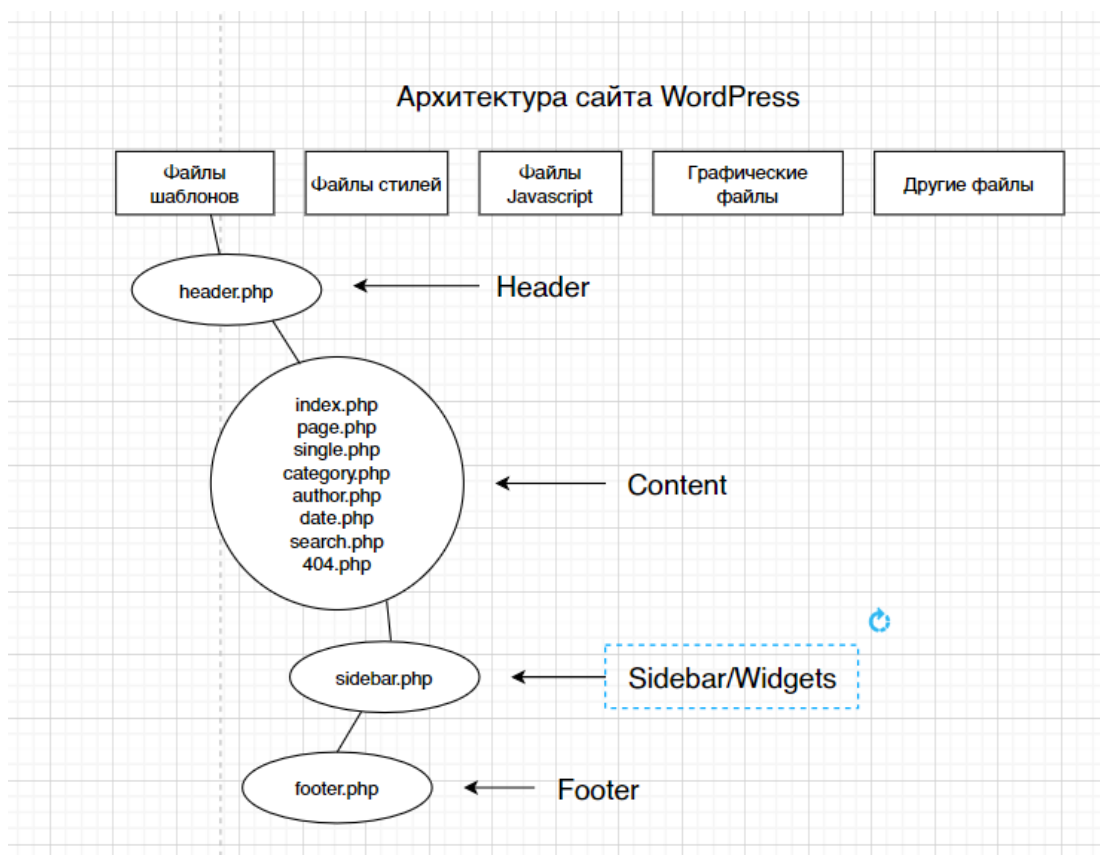 Архитектура сайта WordPress
Файлы
шаблонов
Файлы стилей
Файлы
Javascript
Графические
файлы
Другие файлы
header.php
Header
index.php
page.php
single.php
category.php
author.php
date.php
search.php
404.php
Content
sidebar.php
Sidebar/Widgets
footer.php
Footer